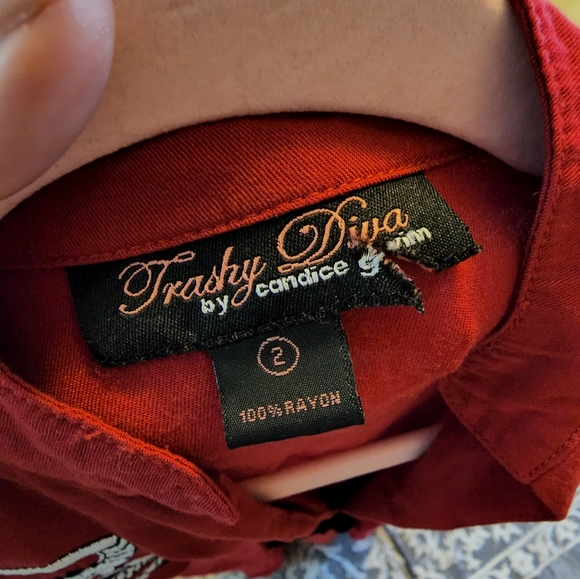 Trashy Diva
by candice
2
100% RAYON